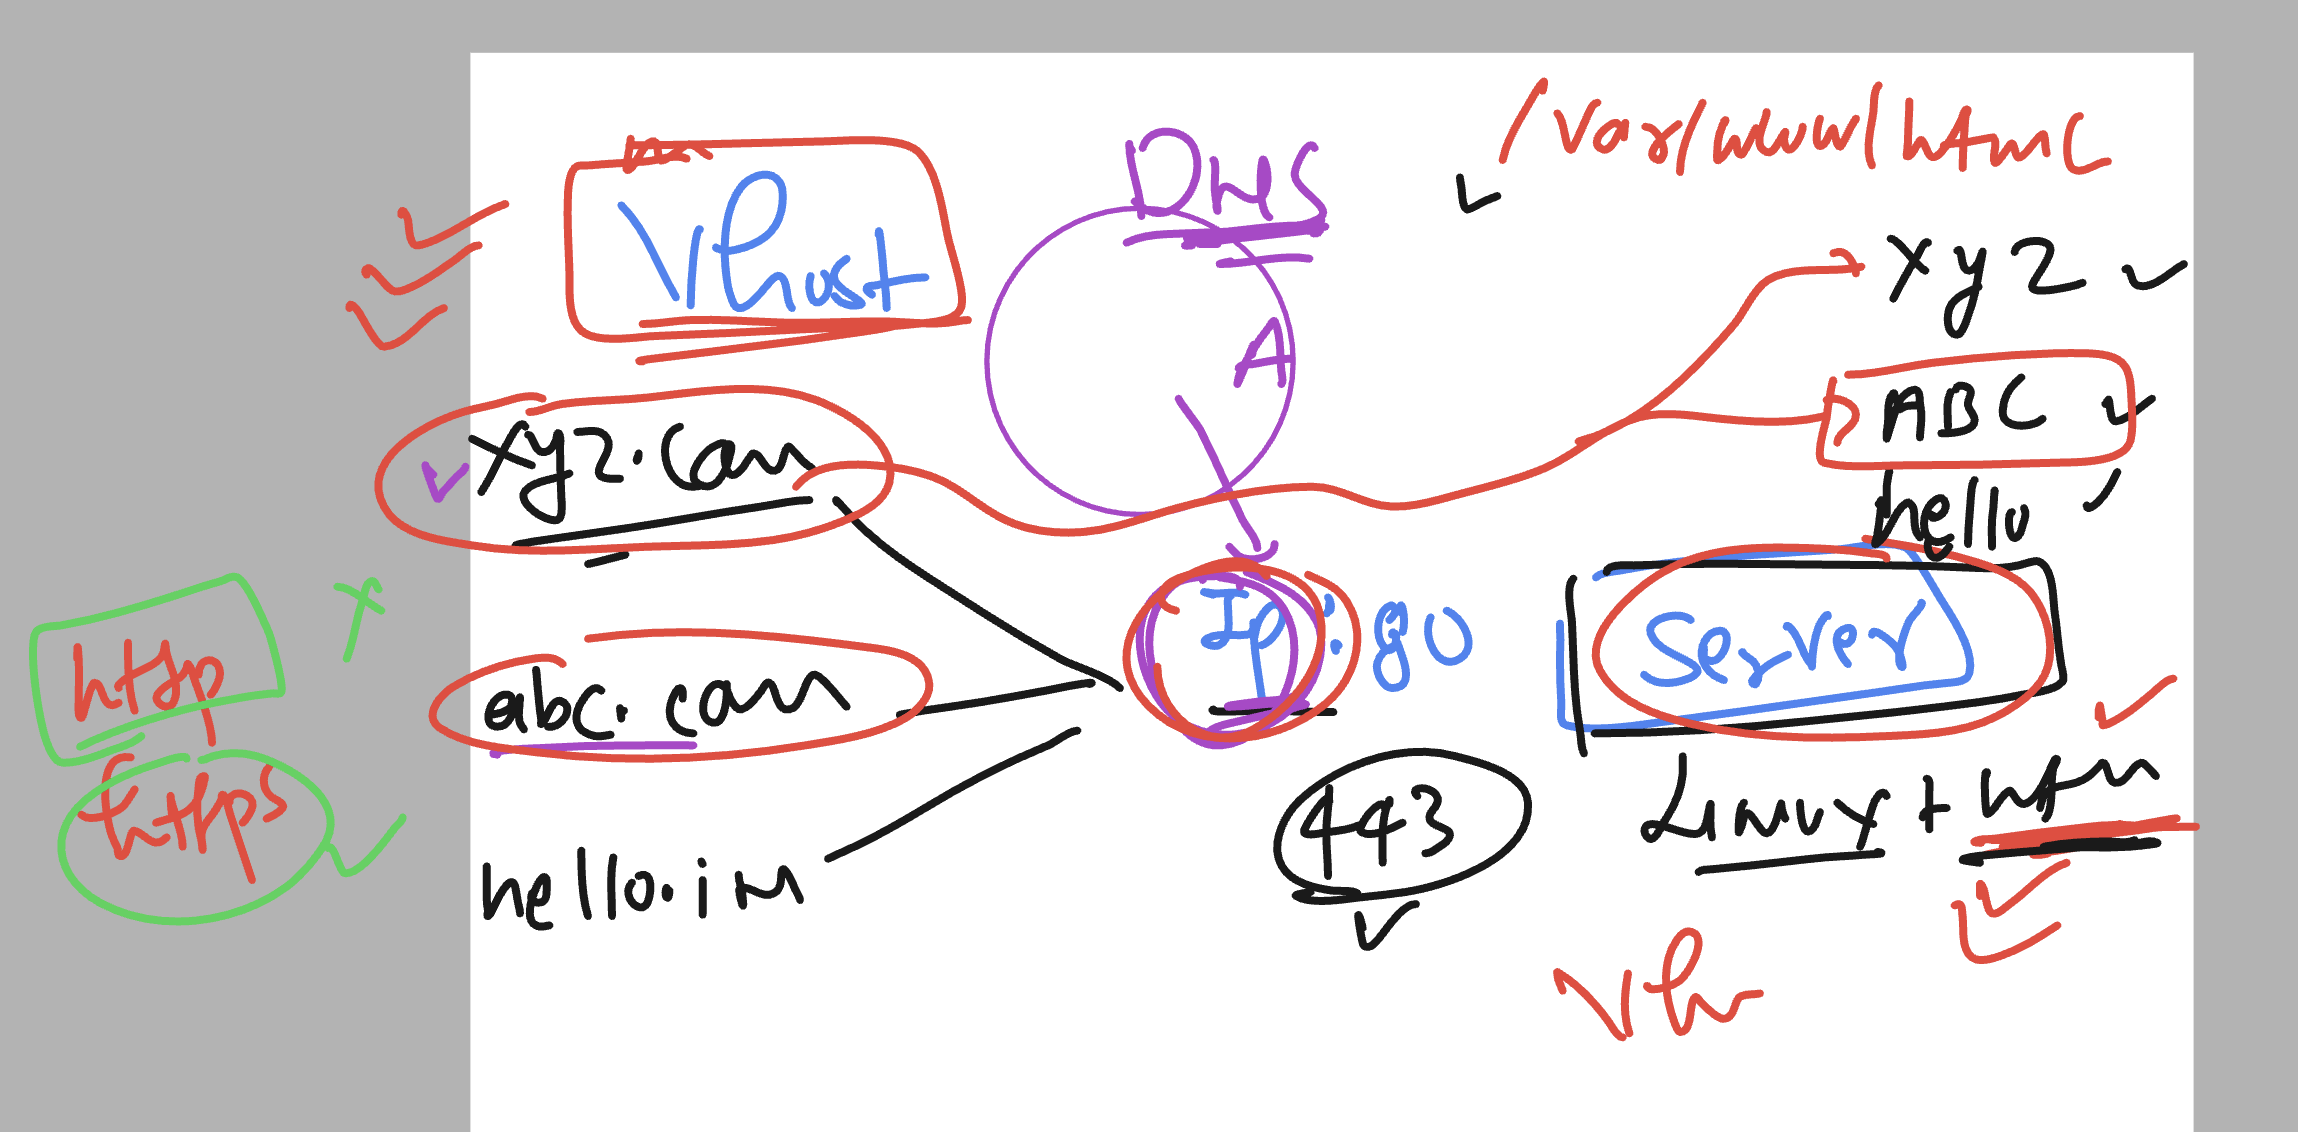 /var/www/html
DNS
Vhost
A
xyz
ABC
xyz.com
hello
Ip:80
Server
http
abc.com
https
443
Linux + httn
hello.in
Vh